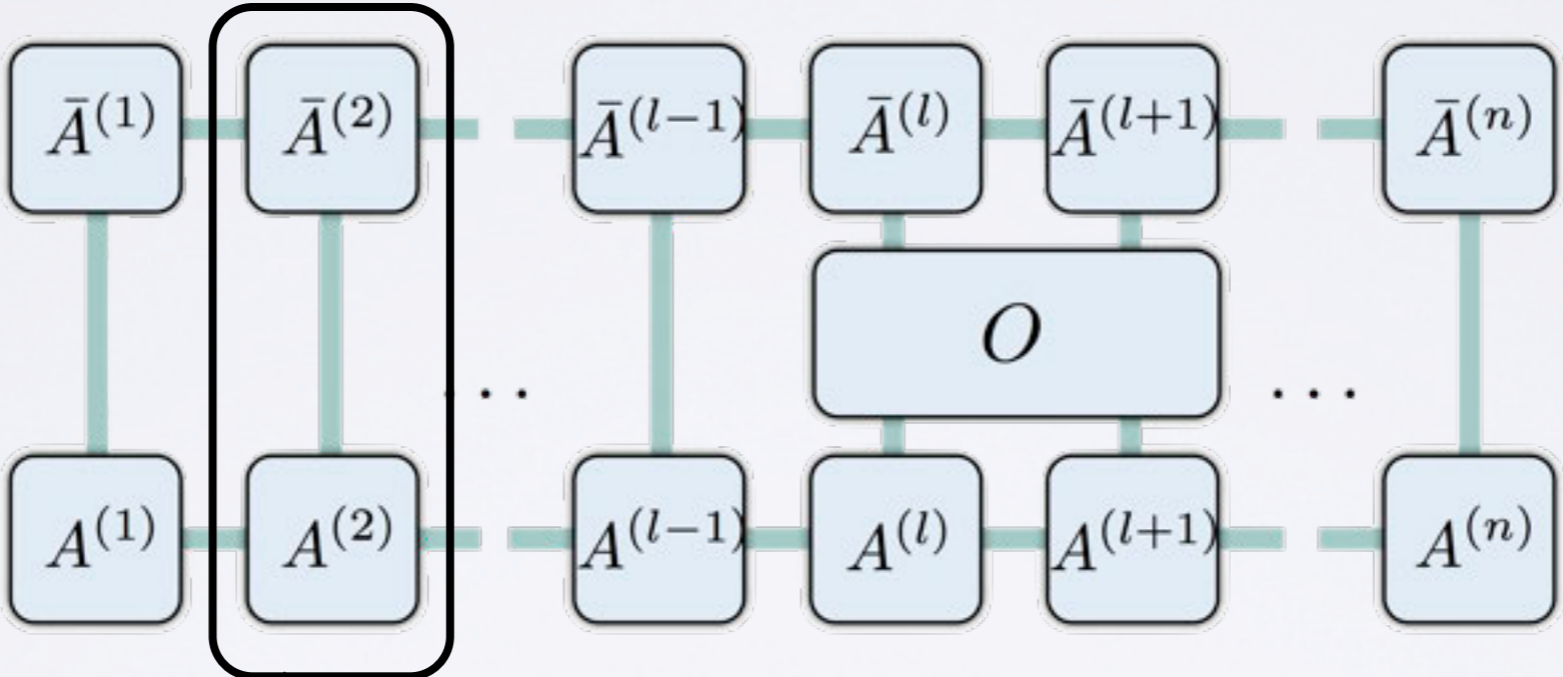 Ā^(1) Ā^(2) Ā^(l−1) Ā^(l) Ā^(l+1) Ā^(n)
O
... ...
A^(1) A^(2) A^(l−1) A^(l) A^(l+1) A^(n)